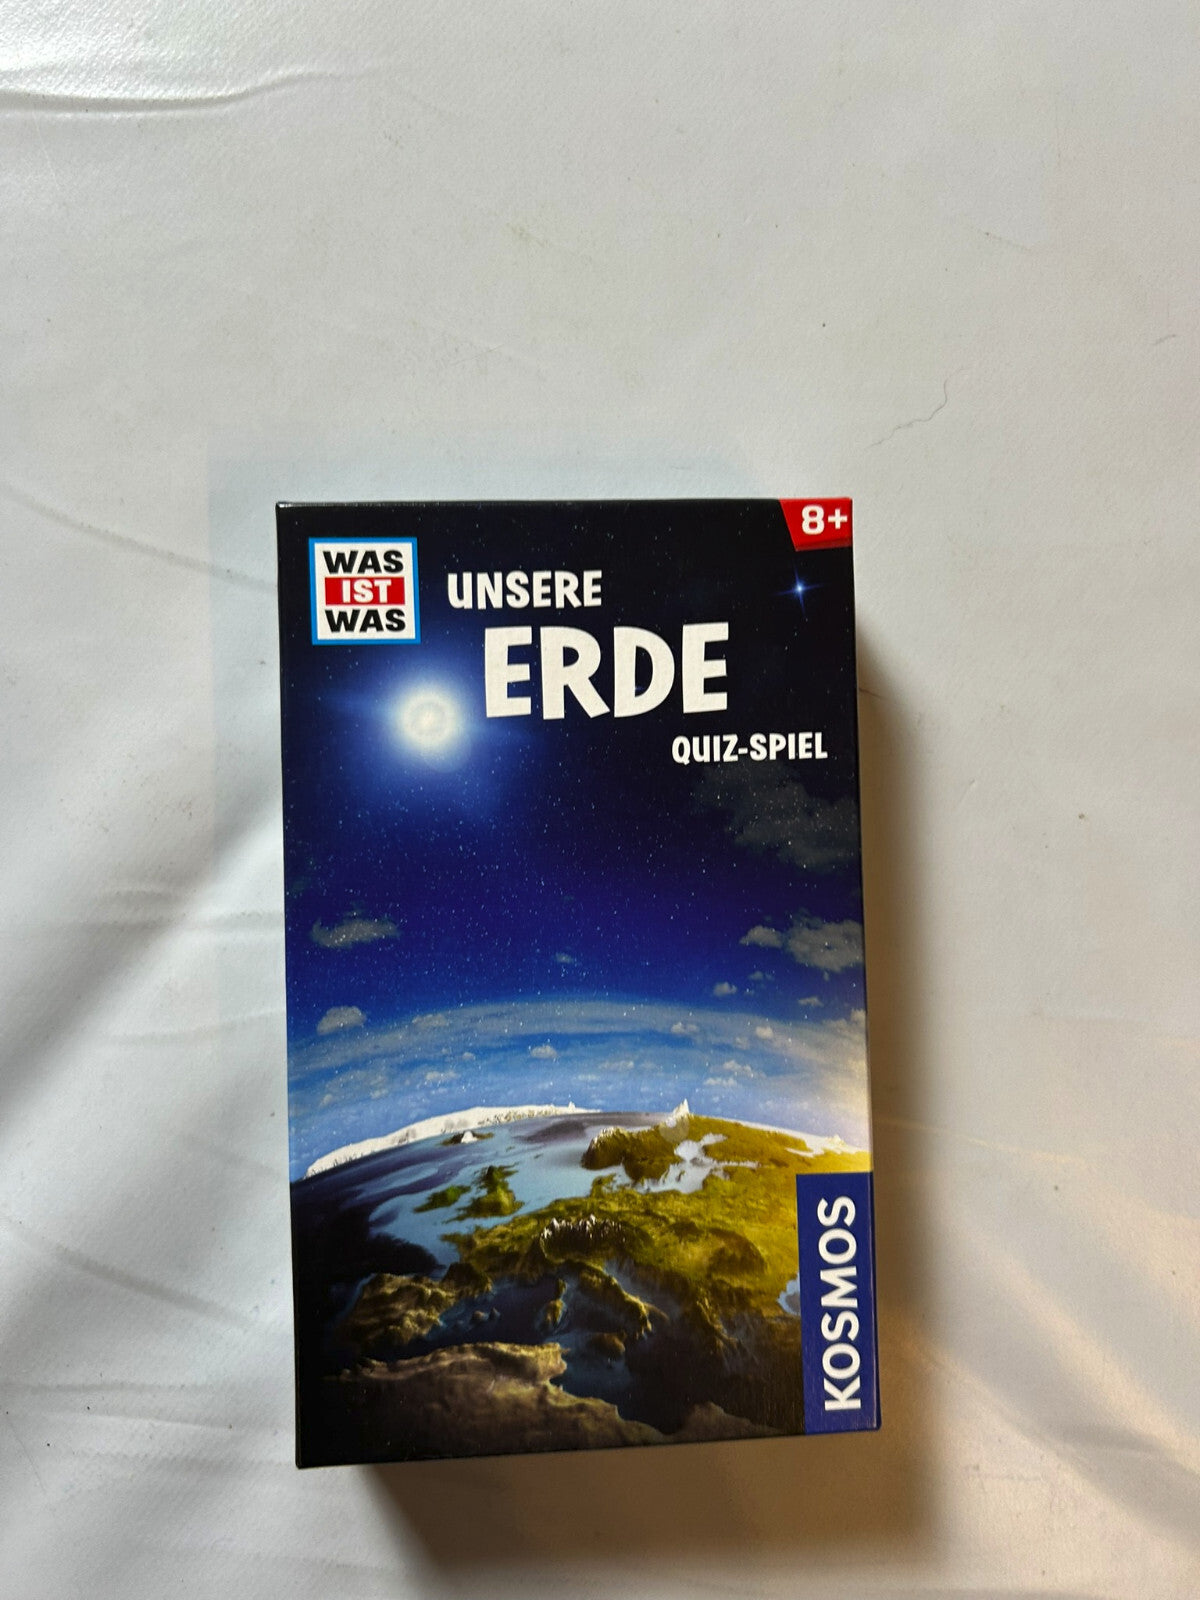 8+
WAS
IST
WAS
UNSERE
ERDE
QUIZ-SPIEL
KOSMOS